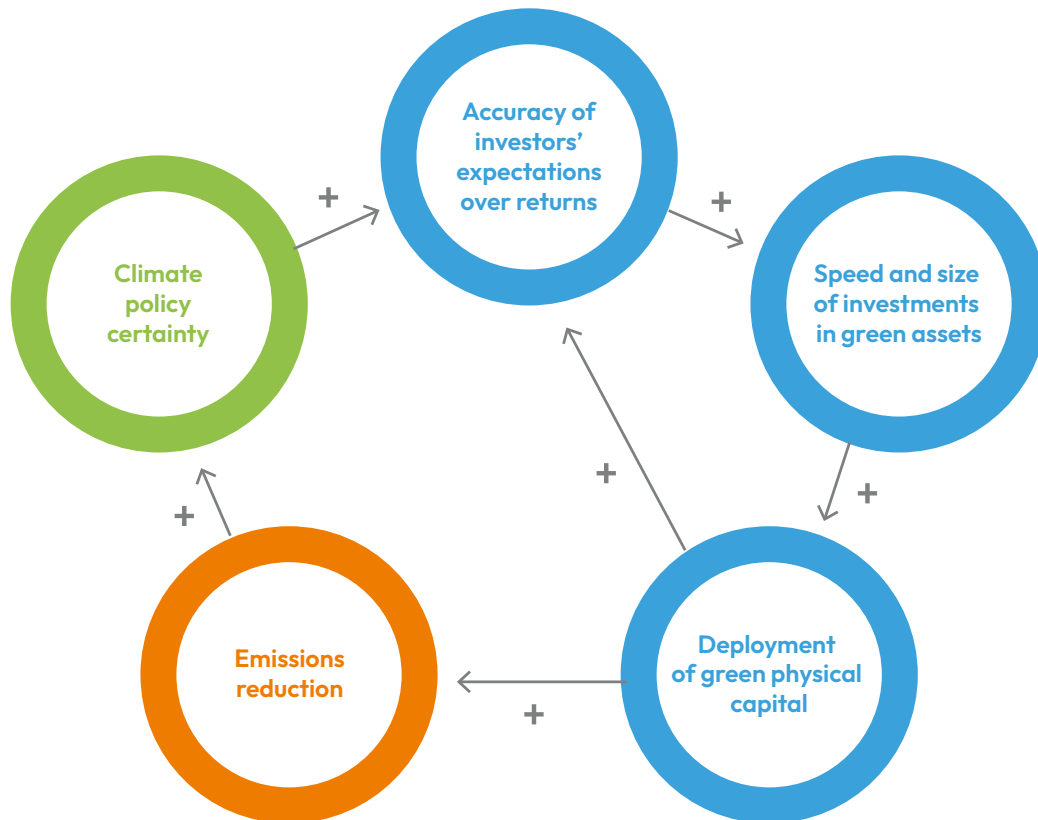 Accuracy of
investors’
expectations
over returns
+
+
Climate
policy
certainty
Speed and size
of investments
in green assets
+
+
+
Emissions
reduction
Deployment
of green physical
capital
+